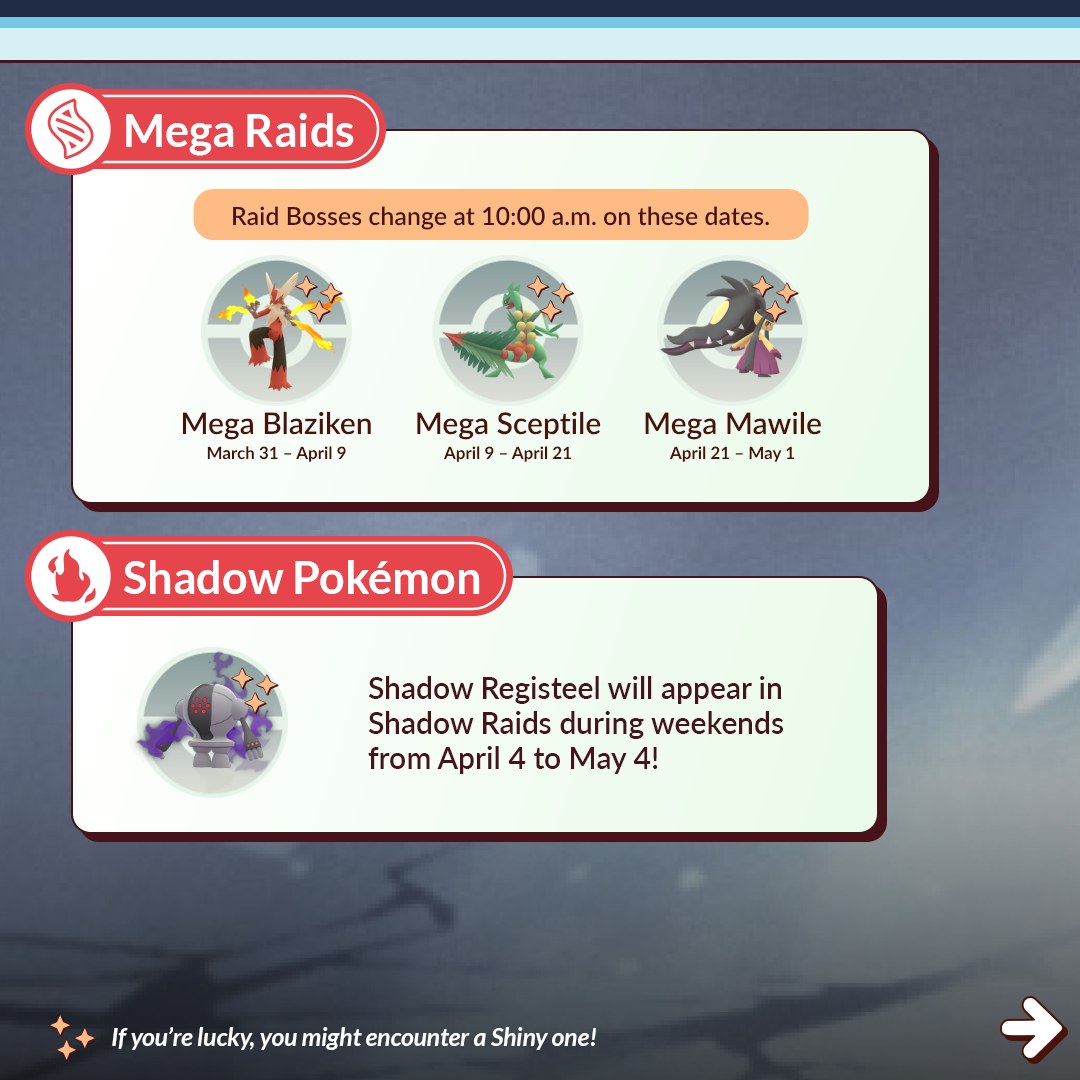 Mega Raids
Raid Bosses change at 10:00 a.m. on these dates.
Mega Blaziken
March 31 – April 9
Mega Sceptile
April 9 – April 21
Mega Mawile
April 21 – May 1
Shadow Pokémon
Shadow Registeel will appear in
Shadow Raids during weekends
from April 4 to May 4!
If you’re lucky, you might encounter a Shiny one!